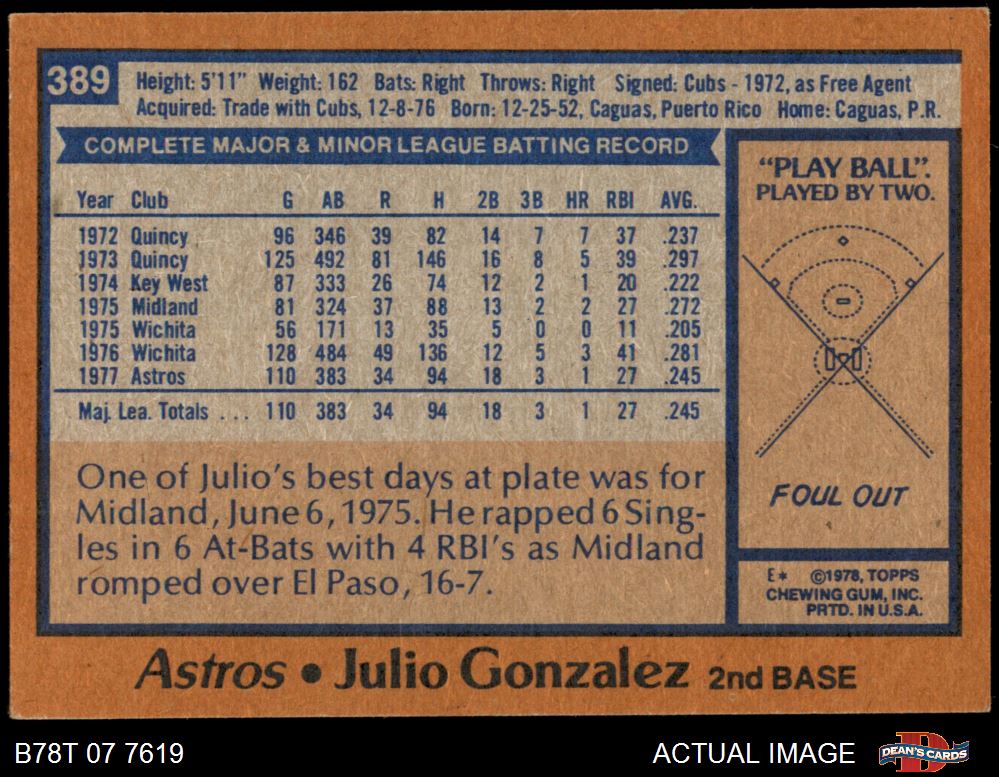 389
Height: 5'11" Weight: 162 Bats: Right Throws: Right Signed: Cubs - 1972, as Free Agent
Acquired: Trade with Cubs, 12-8-76 Born: 12-25-52, Caguas, Puerto Rico Home: Caguas, P.R.
COMPLETE MAJOR & MINOR LEAGUE BATTING RECORD
Year Club G AB R H 2B 3B HR RBI AVG.
1972 Quincy 96 346 39 82 14 7 7 37 .237
1973 Quincy 125 492 81 146 16 8 5 39 .297
1974 Key West 87 333 26 74 12 2 1 20 .222
1975 Midland 81 324 37 88 13 2 2 27 .272
1975 Wichita 56 171 13 35 5 0 0 11 .205
1976 Wichita 128 484 49 136 12 5 3 41 .281
1977 Astros 110 383 34 94 18 3 1 27 .245
Maj. Lea. Totals ... 110 383 34 94 18 3 1 27 .245
One of Julio's best days at plate was for
Midland, June 6, 1975. He rapped 6 Sing-
les in 6 At-Bats with 4 RBI's as Midland
romped over El Paso, 16-7.
"PLAY BALL".
PLAYED BY TWO.
FOUL OUT
E* ©1978, TOPPS
CHEWING GUM, INC.
PRTD. IN U.S.A.
Astros • Julio Gonzalez 2nd BASE
B78T 07 7619
ACTUAL IMAGE
D
DEAN'S CARDS